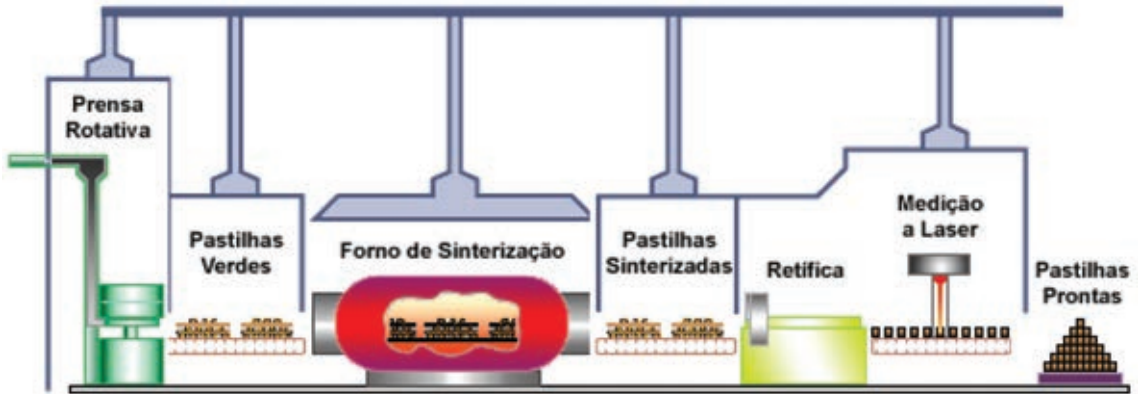 Prensa
Rotativa
Pastilhas
Verdes
Forno de Sinterização
Pastilhas
Sinterizadas
Retífica
Medição
a Laser
Pastilhas
Prontas